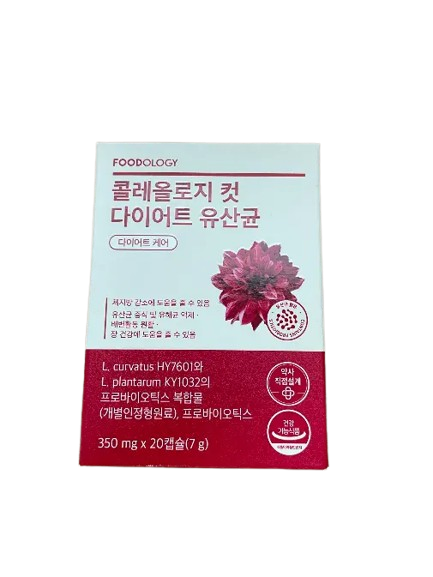 FOODOLOGY
콜레올로지 컷
다이어트 유산균
다이어트 케어
체지방 감소에 도움을 줄 수 있음
유산균 증식 및 유해균 억제·
배변활동 원활·
장 건강에 도움을 줄 수 있음
L. curvatus HY7601와
L. plantarum KY1032의
프로바이오틱스 복합물
(개별인정형원료), 프로바이오틱스
350 mg x 20캡슐(7 g)
약사
직접설계
건강
기능식품